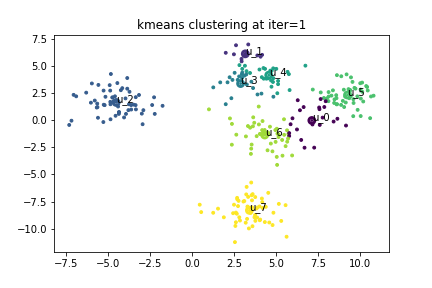 kmeans clustering at iter=1
7.5
5.0
2.5
0.0
−2.5
−5.0
−7.5
−10.0
u_1
u_4
u_3
u_5
u_2
u_0
u_6
u_7
−7.5 −5.0 −2.5 0.0 2.5 5.0 7.5 10.0